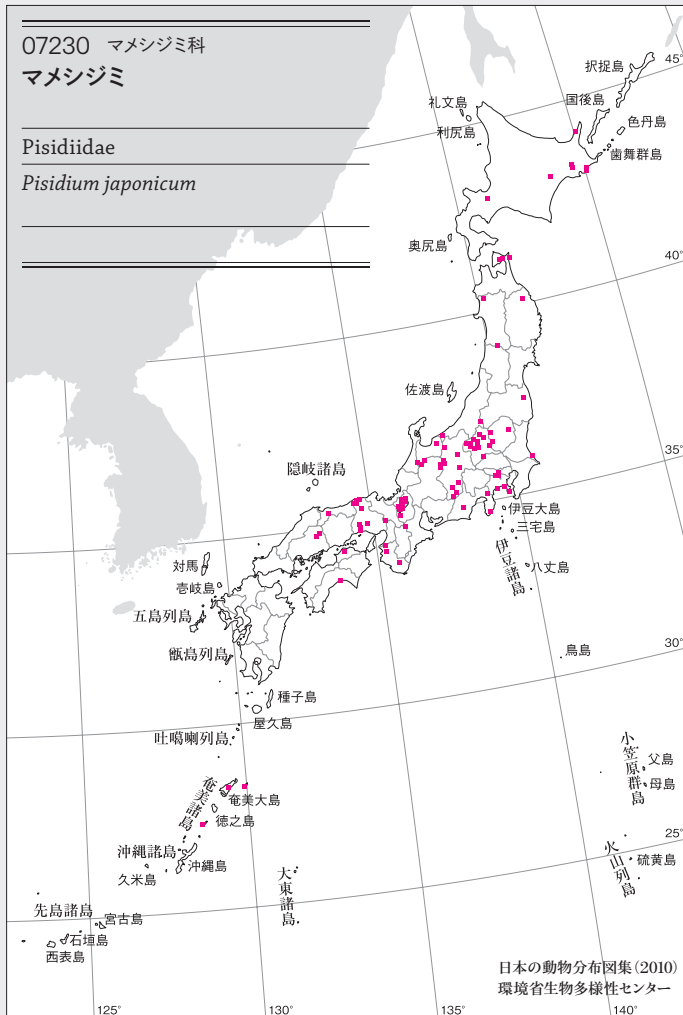 07230 マメシジミ科
マメシジミ
Pisidiidae
Pisidium japonicum
択捉島
45°
国後島
礼文島
色丹島
利尻島
歯舞群島
奥尻島
40°
佐渡島
35°
隠岐諸島
伊豆大島
三宅島
伊豆諸島
八丈島
対馬
壱岐島
五島列島
甑島列島
鳥島
30°
種子島
屋久島
吐噶喇列島
小笠原群島
父島
母島
奄美諸島
奄美大島
徳之島
沖縄諸島
沖縄島
久米島
25°
火山列島
硫黄島
大東諸島
先島諸島
宮古島
石垣島
西表島
日本の動物分布図集(2010)
環境省生物多様性センター
125°
130°
135°
140°